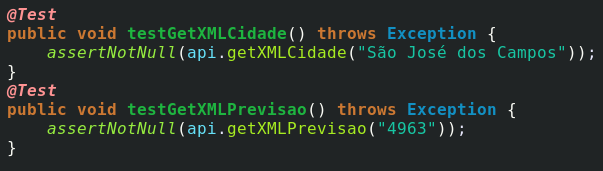 @Test
public void testGetXMLCidade() throws Exception {
    assertNotNull(api.getXMLCidade("São José dos Campos"));
}
@Test
public void testGetXMLPrevisao() throws Exception {
    assertNotNull(api.getXMLPrevisao("4963"));
}